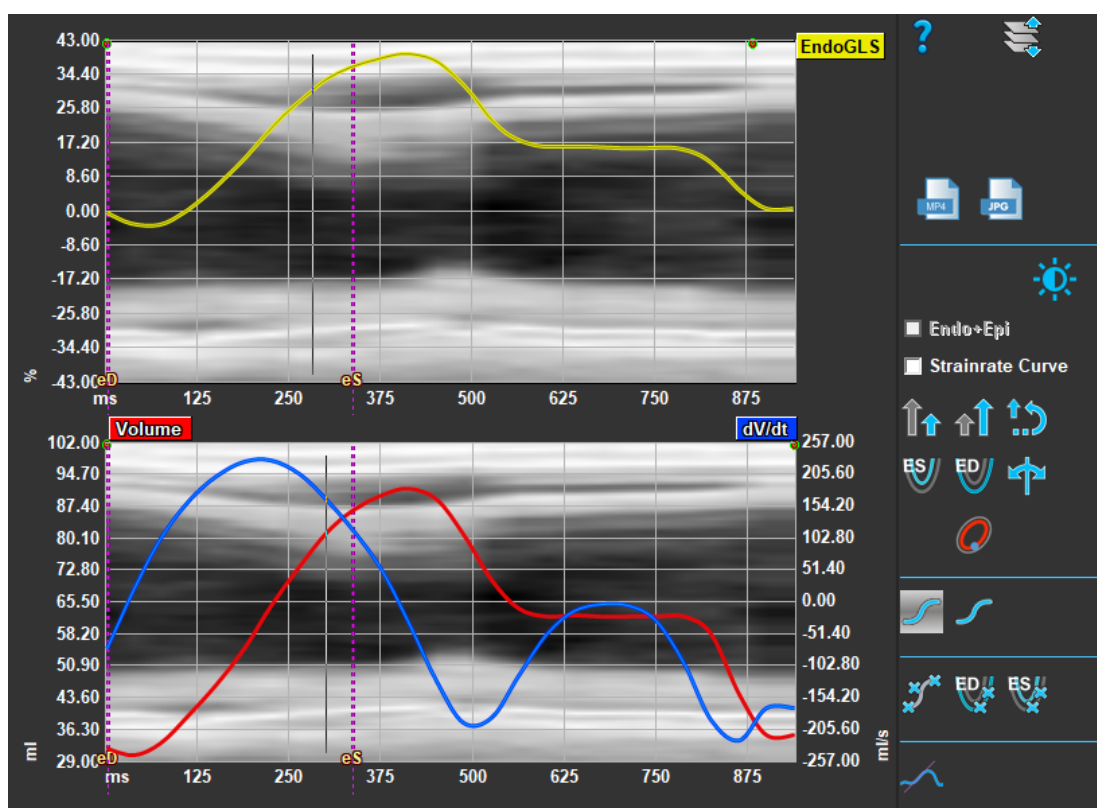 43.00
EndoGLS
34.40
25.80
17.20
8.60
0.00
-8.60
-17.20
-25.80
-34.40
%
-43.00
eD
eS
ms 125 250 375 500 625 750 875
Volume
dV/dt
102.00 257.00
94.70 205.60
87.40 154.20
80.10 102.80
72.80 51.40
65.50 0.00
58.20 -51.40
50.90 -102.80
43.60 -154.20
36.30 -205.60
ml ml/s
29.00 eD eS -257.00
ms 125 250 375 500 625 750 875
?
MP4 JPG
Endo+Epi
Strainrate Curve
ES ED
ED ES